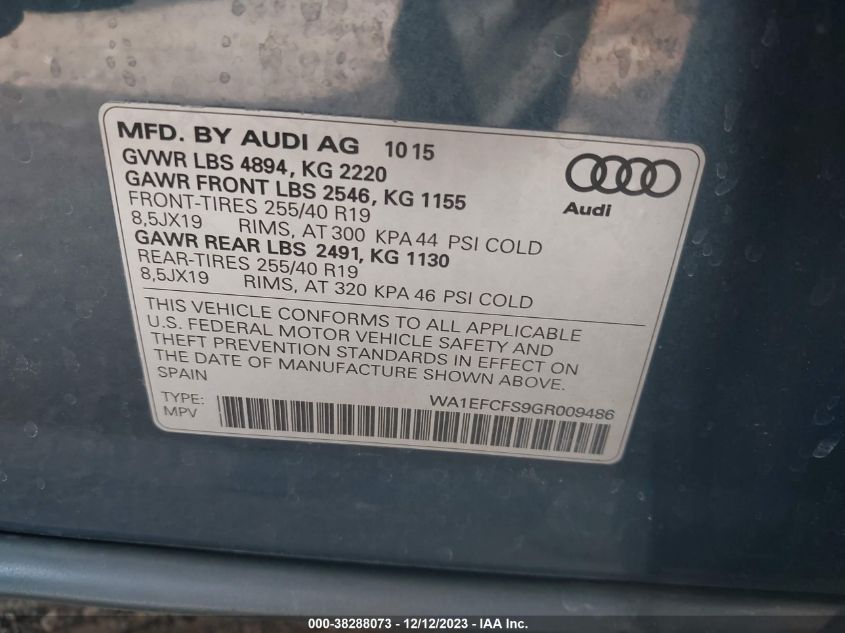 MFD. BY AUDI AG 10 15
GVWR LBS 4894, KG 2220
GAWR FRONT LBS 2546, KG 1155
FRONT-TIRES 255/40 R19
8,5JX19 RIMS, AT 300 KPA 44 PSI COLD
GAWR REAR LBS 2491, KG 1130
REAR-TIRES 255/40 R19
8,5JX19 RIMS, AT 320 KPA 46 PSI COLD
Audi
THIS VEHICLE CONFORMS TO ALL APPLICABLE
U.S. FEDERAL MOTOR VEHICLE SAFETY AND
THEFT PREVENTION STANDARDS IN EFFECT ON
THE DATE OF MANUFACTURE SHOWN ABOVE.
SPAIN
WA1EFCFS9GR009486
TYPE:
MPV
000-38288073 - 12/12/2023 - IAA Inc.